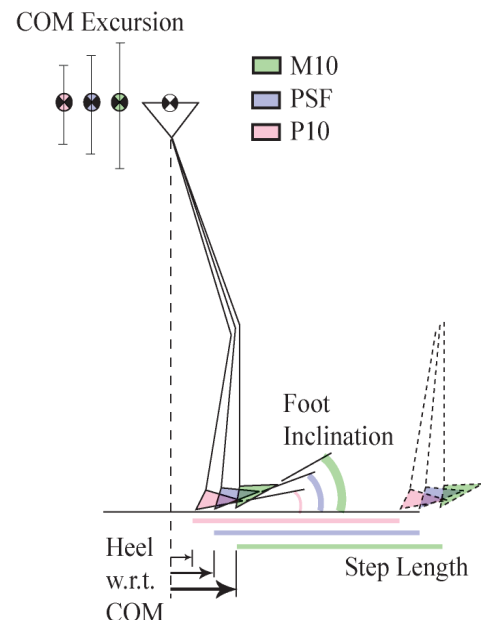 COM Excursion
M10
PSF
P10
Foot
Inclination
Heel
w.r.t.
COM
Step Length